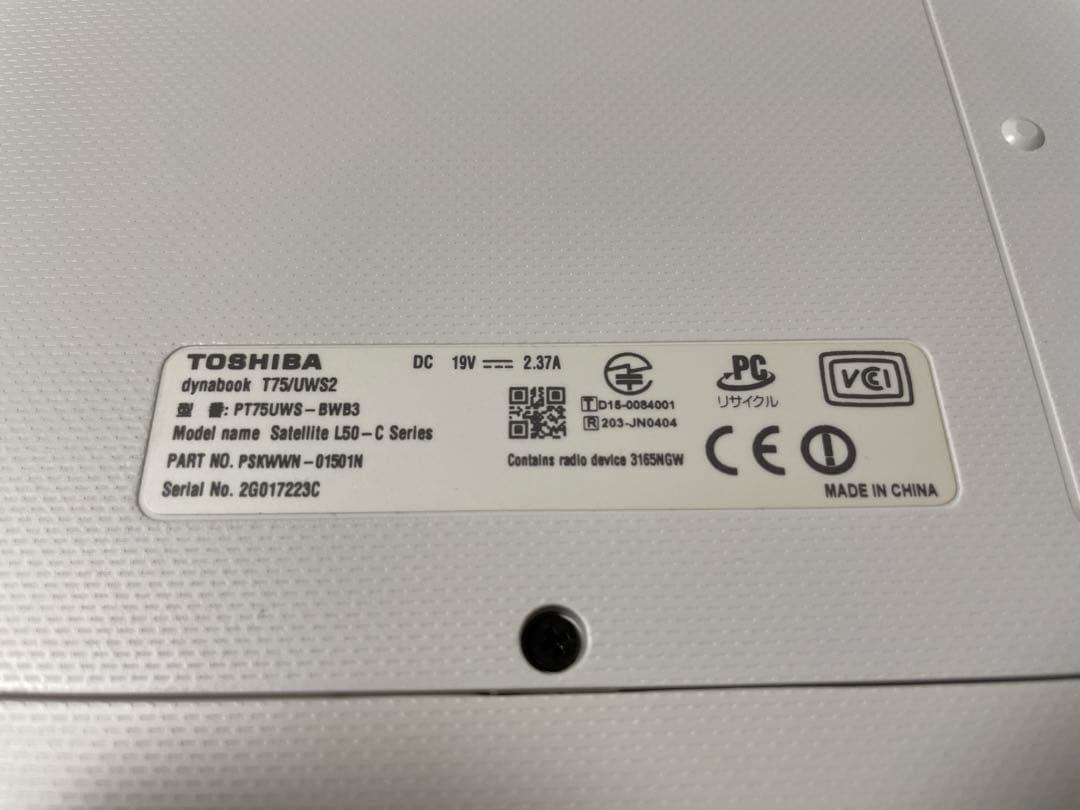 TOSHIBA
DC 19V 2.37A
dynabook T75/UWS2
型 番: PT75UWS-BWB3
Model name Satellite L50-C Series
PART NO. PSKWWN-01501N
Serial No. 2G017223C
T D15-0084001
R 203-JN0404
Contains radio device 3165NGW
PC
リサイクル
VCI
CE
MADE IN CHINA